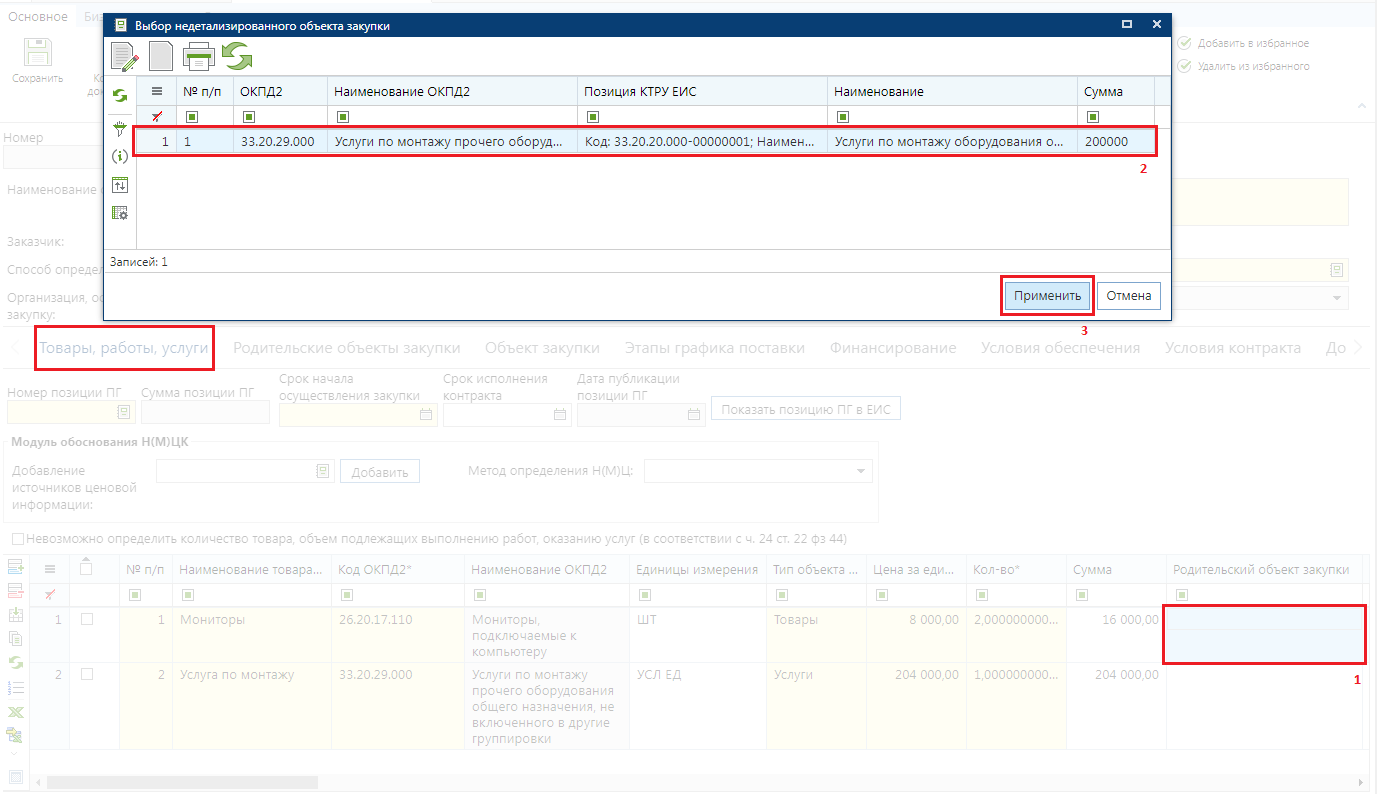 Основное
Выбор недетализированного объекта закупки
Сохранить
Добавить в избранное
Удалить из избранного
№ п/п ОКПД2 Наименование ОКПД2 Позиция КТРУ ЕИС Наименование Сумма
1 1 33.20.29.000 Услуги по монтажу прочего оборуд... Код: 33.20.20.000-00000001; Наимен... Услуги по монтажу оборудования о... 200000
2
Записей: 1
Применить Отмена
3
Номер
Наименование
Заказчик:
Способ определ
Организация, ос
закупку:
Товары, работы, услуги Родительские объекты закупки Объект закупки Этапы графика поставки Финансирование Условия обеспечения Условия контракта До
Номер позиции ПГ Сумма позиции ПГ
Срок начала
осуществления закупки
Срок исполнения
контракта
Дата публикации
позиции ПГ
Показать позицию ПГ в ЕИС
Модуль обоснования Н(М)ЦК
Добавление
источников ценовой
информации:
Добавить
Метод определения Н(М)Ц:
Невозможно определить количество товара, объем подлежащих выполнению работ, оказанию услуг (в соответствии с ч. 24 ст. 22 фз 44)
№ п/п Наименование товара... Код ОКПД2* Наименование ОКПД2 Единицы измерения Тип объекта ... Цена за еди... Кол-во* Сумма Родительский объект закупки
1 1 Мониторы 26.20.17.110 Мониторы, ШТ Товары 8 000,00 2,000000000... 16 000,00
подключаемые к
компьютеру
2 2 Услуга по монтажу 33.20.29.000 Услуги по монтажу УСЛ ЕД Услуги 204 000,00 1,000000000... 204 000,00
прочего оборудования
общего назначения, не
включенного в другие
группировки
1